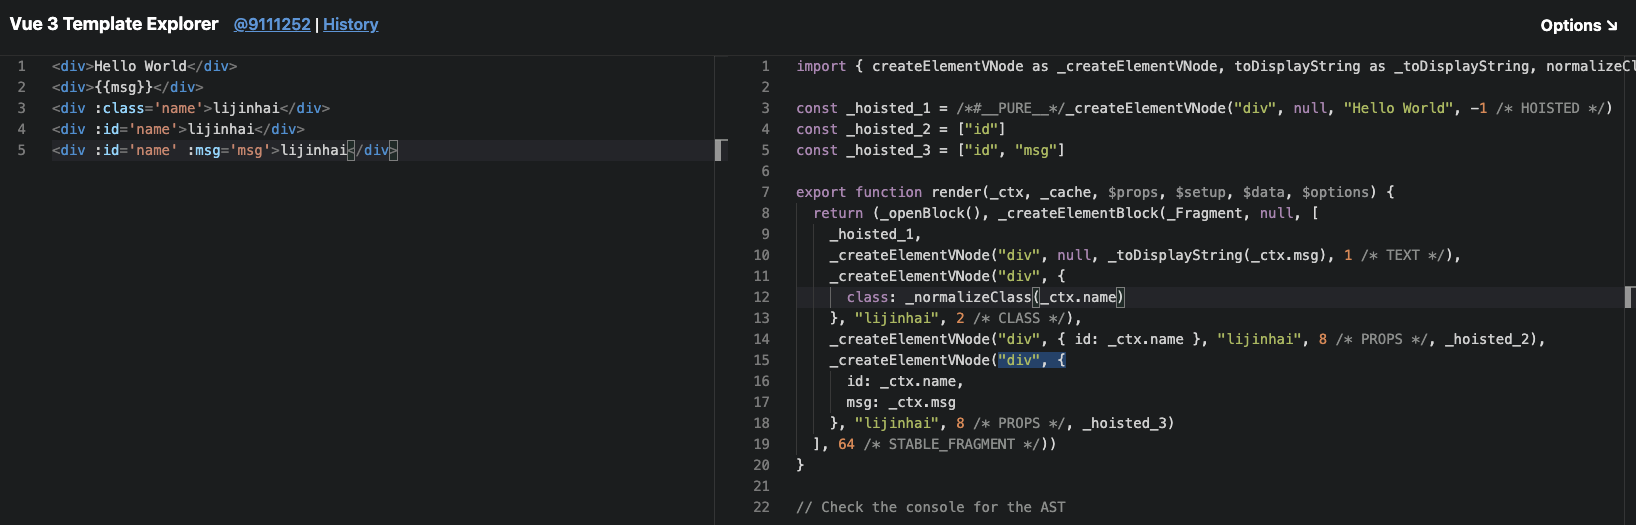 Vue 3 Template Explorer @9111252 | History
Options ↘
1 <div>Hello World</div>
2 <div>{{msg}}</div>
3 <div :class='name'>lijinhai</div>
4 <div :id='name'>lijinhai</div>
5 <div :id='name' :msg='msg'>lijinhai</div>
1 import { createElementVNode as _createElementVNode, toDisplayString as _toDisplayString, normalizeCl
2
3 const _hoisted_1 = /*#__PURE__*/_createElementVNode("div", null, "Hello World", -1 /* HOISTED */)
4 const _hoisted_2 = ["id"]
5 const _hoisted_3 = ["id", "msg"]
6
7 export function render(_ctx, _cache, $props, $setup, $data, $options) {
8   return (_openBlock(), _createElementBlock(_Fragment, null, [
9     _hoisted_1,
10     _createElementVNode("div", null, _toDisplayString(_ctx.msg), 1 /* TEXT */),
11     _createElementVNode("div", {
12       class: _normalizeClass(_ctx.name)
13     }, "lijinhai", 2 /* CLASS */),
14     _createElementVNode("div", { id: _ctx.name }, "lijinhai", 8 /* PROPS */, _hoisted_2),
15     _createElementVNode("div", {
16       id: _ctx.name,
17       msg: _ctx.msg
18     }, "lijinhai", 8 /* PROPS */, _hoisted_3)
19   ], 64 /* STABLE_FRAGMENT */))
20 }
21
22 // Check the console for the AST